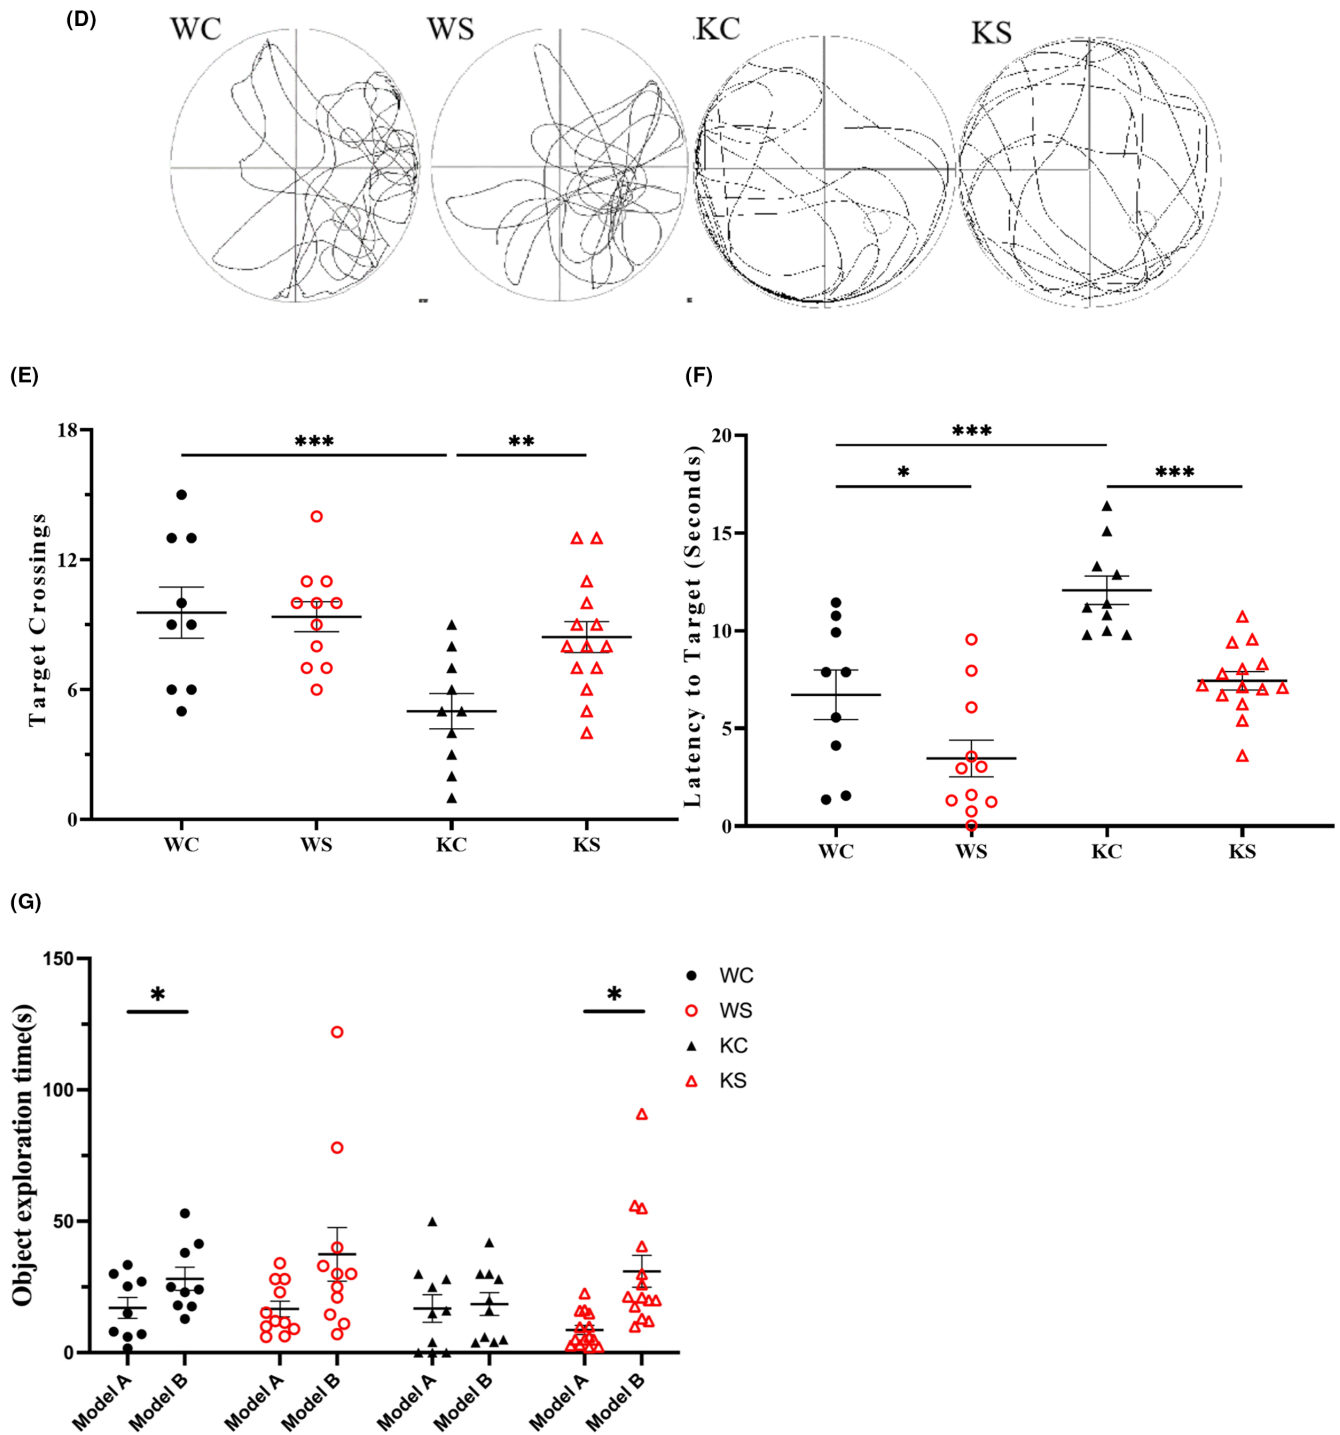 (D)
WC
WS
KC
KS
(E)
Target Crossings
18
12
6
0
***
**
WC
WS
KC
KS
(F)
Latency to Target (Seconds)
20
15
10
5
0
***
*
***
WC
WS
KC
KS
(G)
Object exploration time(s)
150
100
50
0
*
*
WC
WS
KC
KS
Model A
Model B
Model A
Model B
Model A
Model B
Model A
Model B